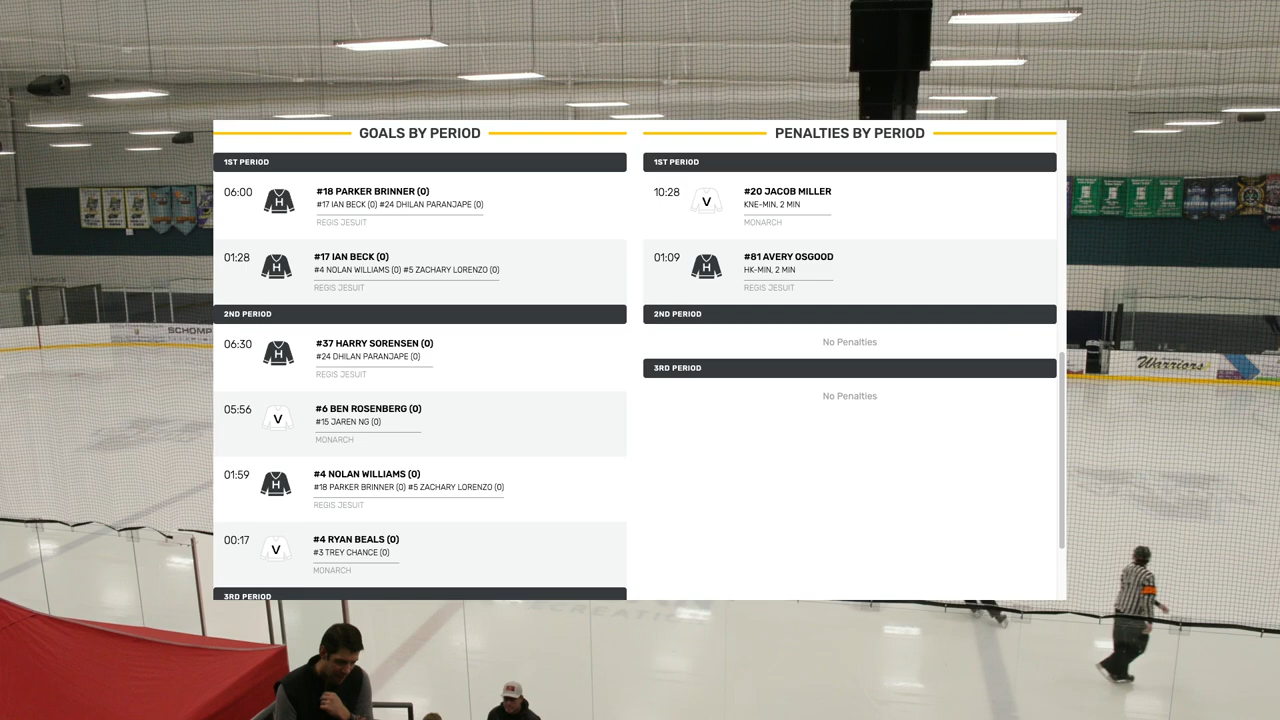 GOALS BY PERIOD
1ST PERIOD
06:00
H
#18 PARKER BRINNER (0)
#17 IAN BECK (0) #24 DHILAN PARANJAPE (0)
REGIS JESUIT
01:28
H
#17 IAN BECK (0)
#4 NOLAN WILLIAMS (0) #5 ZACHARY LORENZO (0)
REGIS JESUIT
2ND PERIOD
06:30
H
#37 HARRY SORENSEN (0)
#24 DHILAN PARANJAPE (0)
REGIS JESUIT
05:56
V
#6 BEN ROSENBERG (0)
#15 JAREN NG (0)
MONARCH
01:59
H
#4 NOLAN WILLIAMS (0)
#18 PARKER BRINNER (0) #5 ZACHARY LORENZO (0)
REGIS JESUIT
00:17
V
#4 RYAN BEALS (0)
#3 TREY CHANCE (0)
MONARCH
3RD PERIOD
PENALTIES BY PERIOD
1ST PERIOD
10:28
V
#20 JACOB MILLER
KNE-MIN, 2 MIN
MONARCH
01:09
H
#81 AVERY OSGOOD
HK-MIN, 2 MIN
REGIS JESUIT
2ND PERIOD
No Penalties
3RD PERIOD
No Penalties
SCHOMP
Warriors